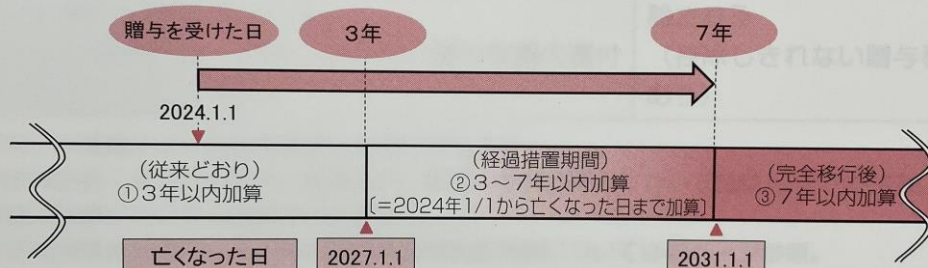 贈与を受けた日
3年
7年
2024.1.1
(従来どおり)
①3年以内加算
(経過措置期間)
②3～7年以内加算
〔=2024年1/1から亡くなった日まで加算〕
(完全移行後)
③7年以内加算
亡くなった日
2027.1.1
2031.1.1